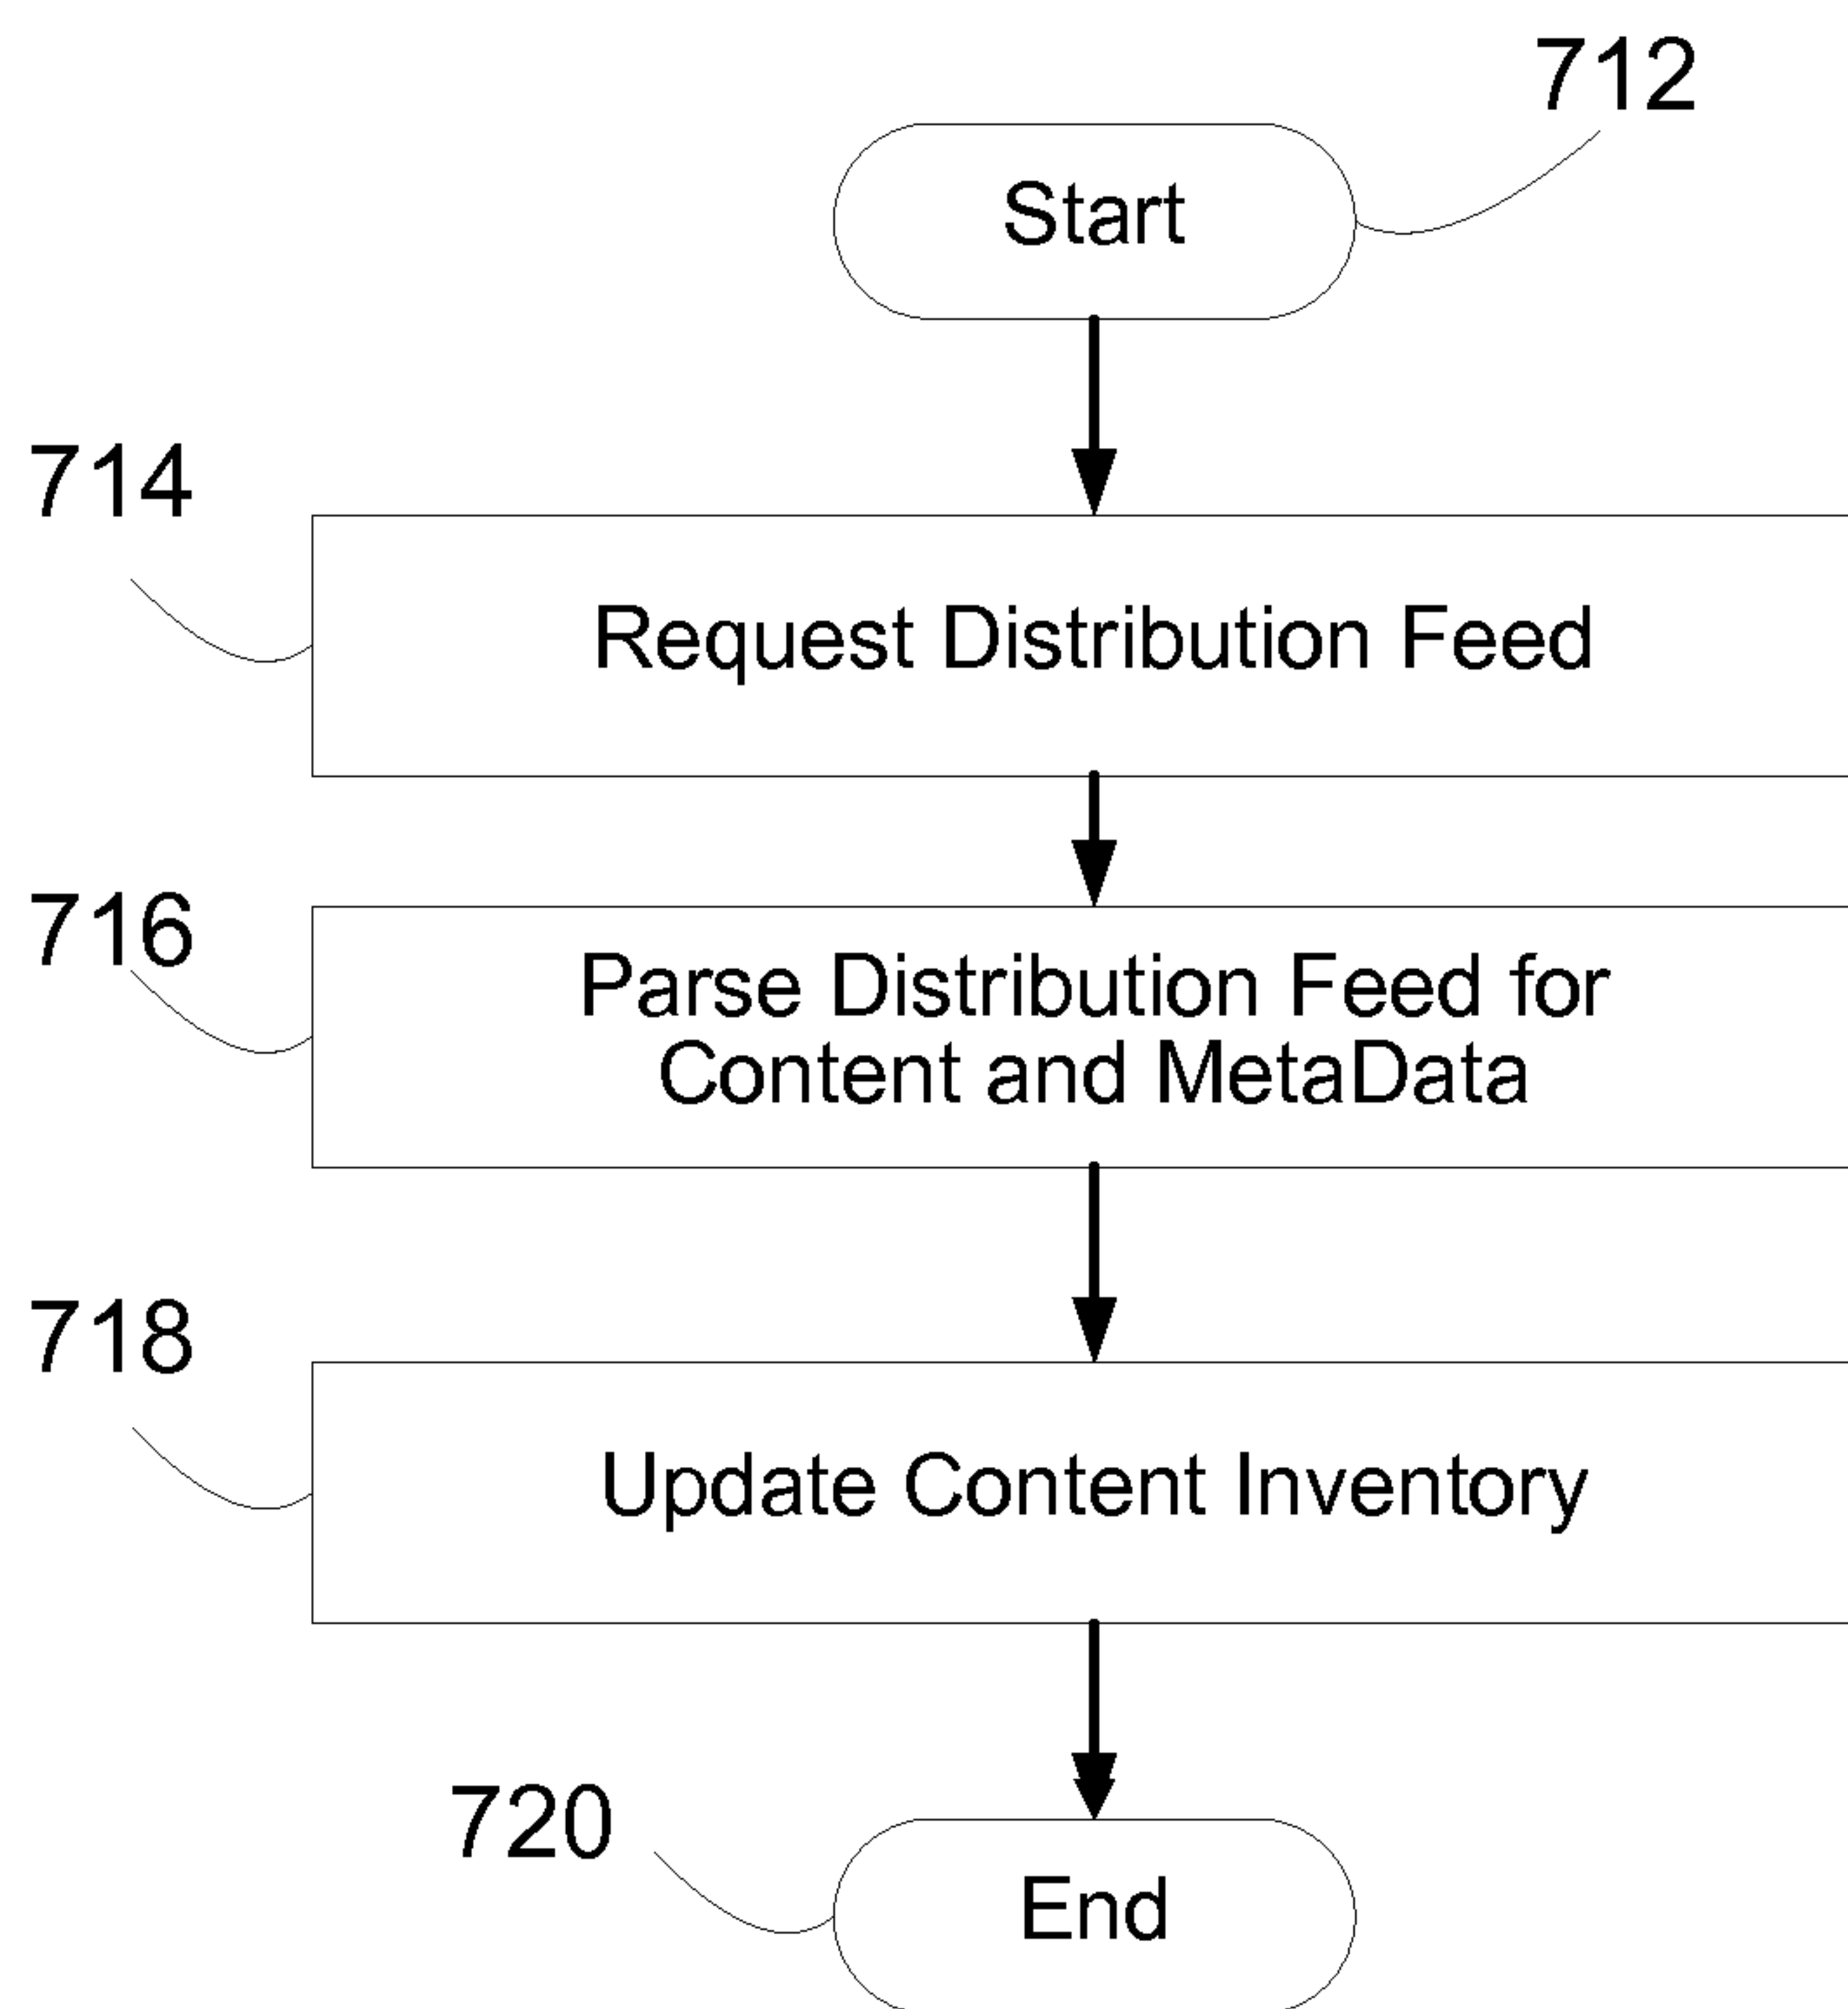 712
Start
714
Request Distribution Feed
716
Parse Distribution Feed for
Content and MetaData
718
Update Content Inventory
720
End